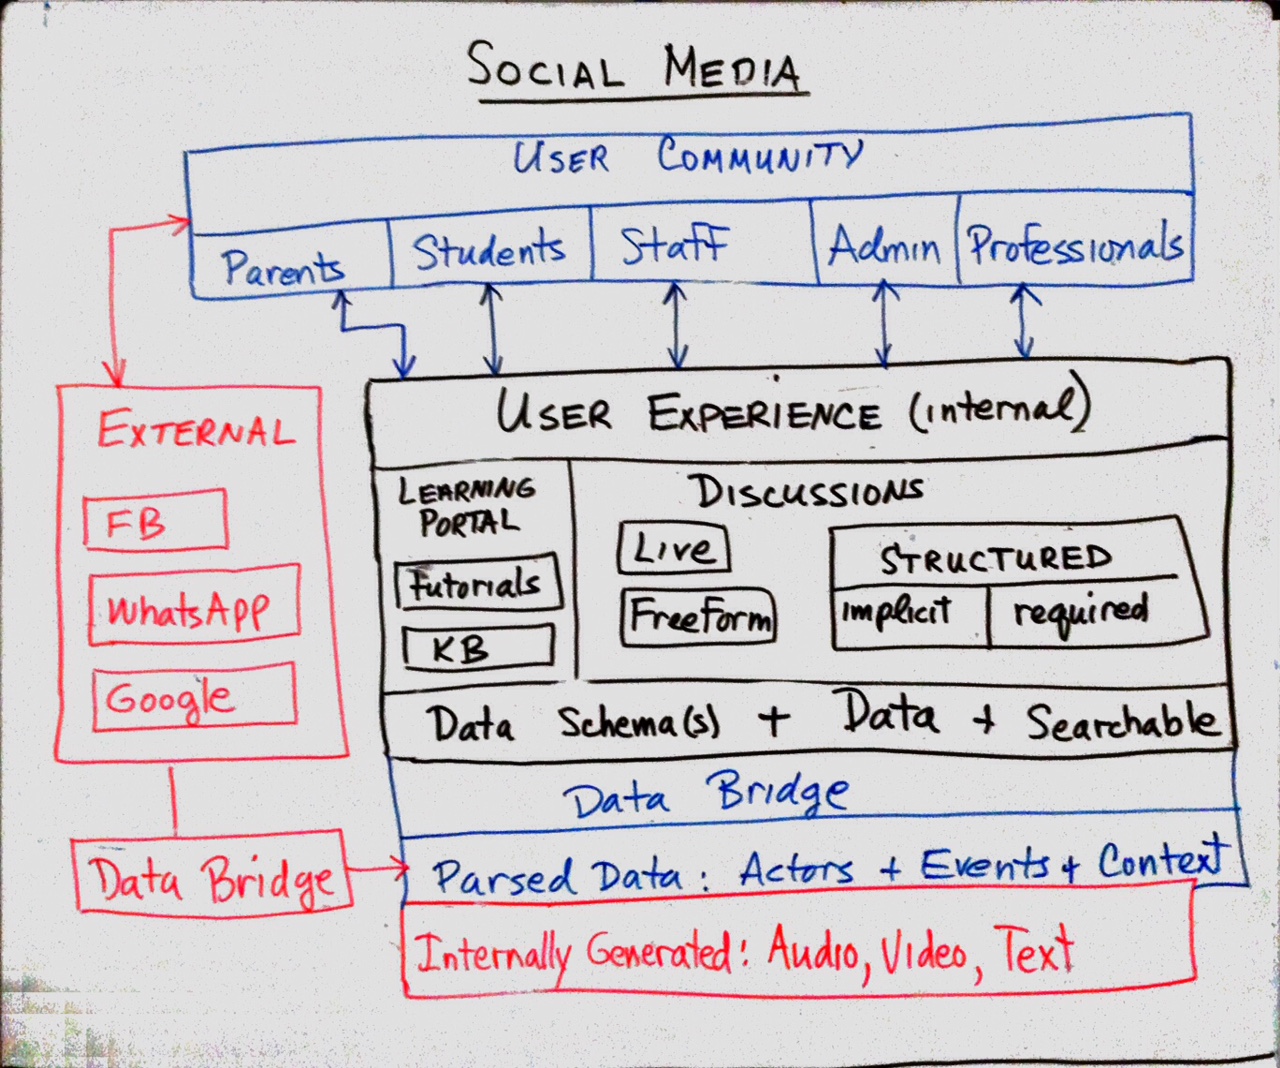 SOCIAL MEDIA
USER COMMUNITY
Parents
Students
Staff
Admin
Professionals
EXTERNAL
FB
WhatsApp
Google
Data Bridge
USER EXPERIENCE (internal)
LEARNING
PORTAL
Tutorials
KB
DISCUSSIONS
Live
Freeform
STRUCTURED
implicit
required
Data Schema(s) + Data + Searchable
Data Bridge
Parsed Data: Actors + Events + Context
Internally Generated: Audio, Video, Text